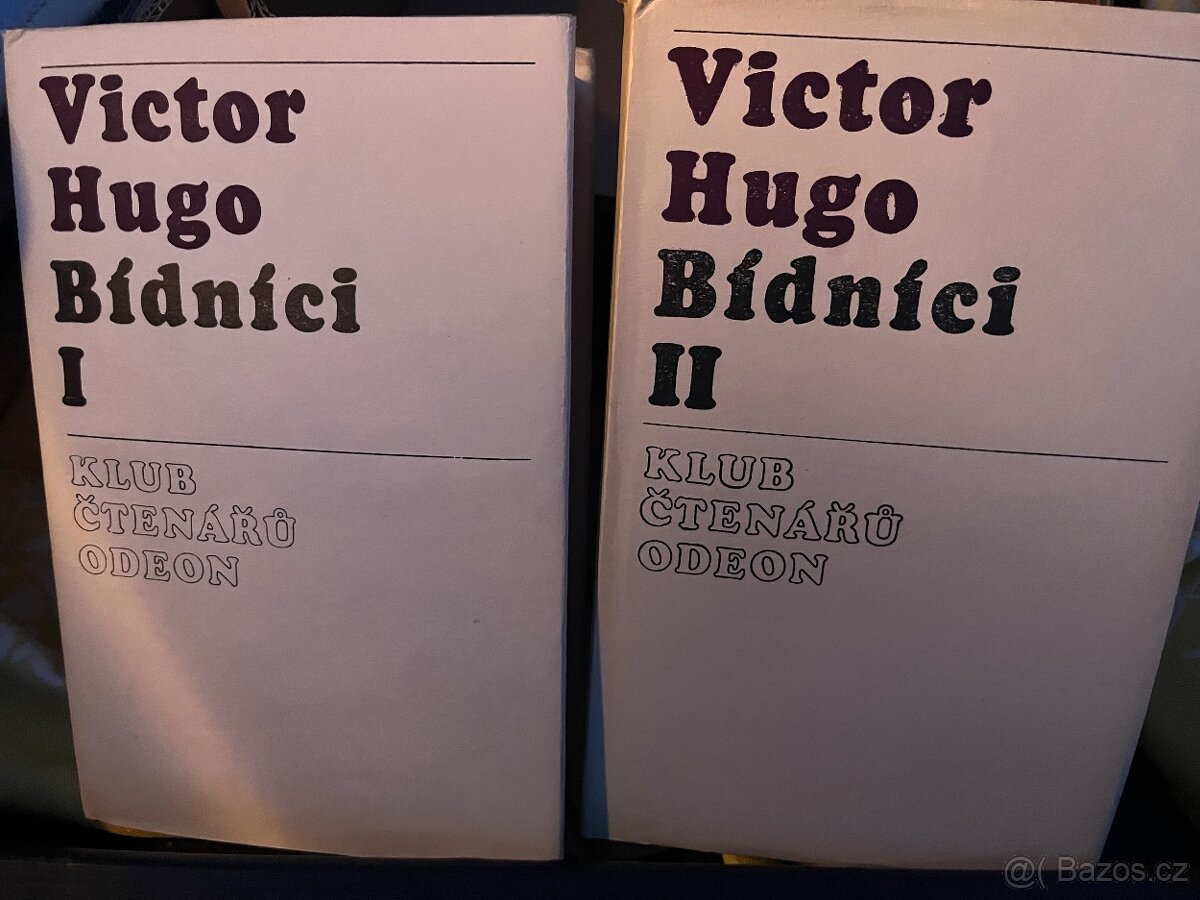 Victor
Hugo
Bídníci
I
KLUB
ČTENÁŘŮ
ODEON
Victor
Hugo
Bídníci
II
KLUB
ČTENÁŘŮ
ODEON
@( Bazos.cz